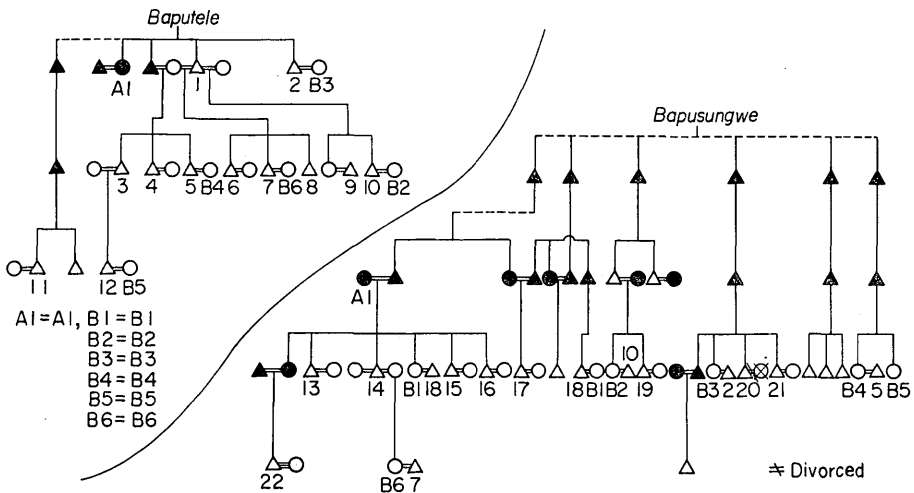 Baputele
A1 1 2 B3
3 4 5 B4 6 7 B6 8 9 10 B2
11 12 B5
A1=A1, B1=B1
B2=B2
B3=B3
B4=B4
B5=B5
B6=B6
Bapusungwe
A1
10
13 14 B1 18 15 16 17 18 B1 B2 19 B3 22 20 21 B4 5 B5
22 B6 7
≠ Divorced